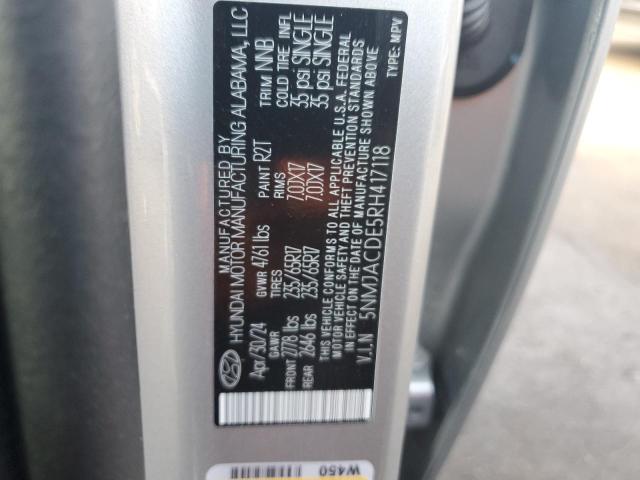 MANUFACTURED BY
HYUNDAI MOTOR MANUFACTURING ALABAMA, LLC
Apr/30/24 GVWR 4761 lbs PAINT R2T TRIM NNB
GAWR TIRES RIMS COLD TIRE INFL
FRONT 2778 lbs 235/65R17 7.0JX17 35 psi SINGLE
REAR 2646 lbs 235/65R17 7.0JX17 35 psi SINGLE
THIS VEHICLE CONFORMS TO ALL APPLICABLE U.S.A. FEDERAL
MOTOR VEHICLE SAFETY AND THEFT PREVENTION STANDARDS
IN EFFECT ON THE DATE OF MANUFACTURE SHOWN ABOVE
V.I.N 5NMJACDE5RH417118 TYPE: MPV
W450